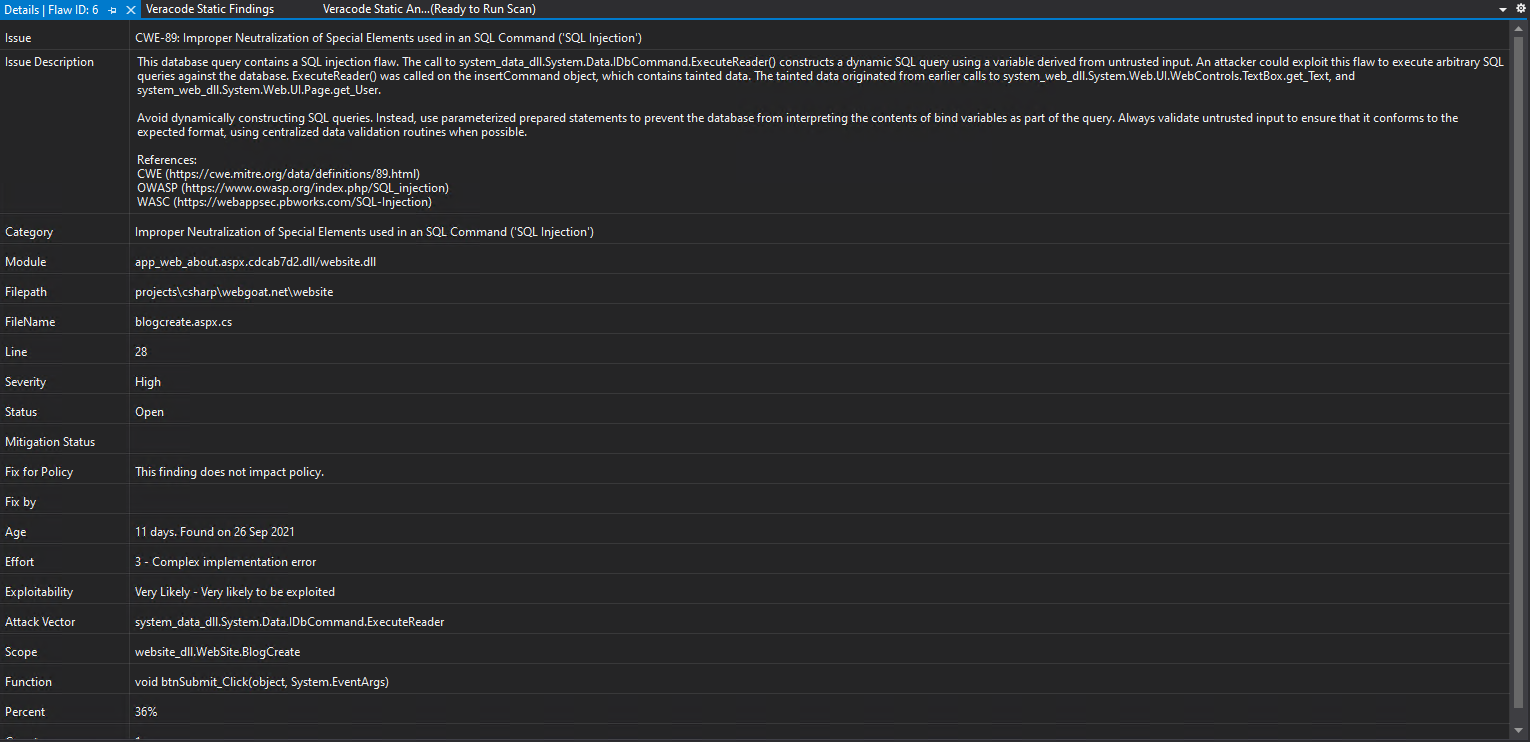 Details | Flaw ID: 6
Veracode Static Findings
Veracode Static An...(Ready to Run Scan)
Issue
CWE-89: Improper Neutralization of Special Elements used in an SQL Command ('SQL Injection')
Issue Description
This database query contains a SQL injection flaw. The call to system_data_dll.System.Data.IDbCommand.ExecuteReader() constructs a dynamic SQL query using a variable derived from untrusted input. An attacker could exploit this flaw to execute arbitrary SQL
queries against the database. ExecuteReader() was called on the insertCommand object, which contains tainted data. The tainted data originated from earlier calls to system_web_dll.System.Web.UI.WebControls.TextBox.get_Text, and
system_web_dll.System.Web.UI.Page.get_User.
Avoid dynamically constructing SQL queries. Instead, use parameterized prepared statements to prevent the database from interpreting the contents of bind variables as part of the query. Always validate untrusted input to ensure that it conforms to the
expected format, using centralized data validation routines when possible.
References:
CWE (https://cwe.mitre.org/data/definitions/89.html)
OWASP (https://www.owasp.org/index.php/SQL_injection)
WASC (https://webappsec.pbworks.com/SQL-Injection)
Category
Improper Neutralization of Special Elements used in an SQL Command ('SQL Injection')
Module
app_web_about.aspx.cdcab7d2.dll/website.dll
Filepath
projects\csharp\webgoat.net\website
FileName
blogcreate.aspx.cs
Line
28
Severity
High
Status
Open
Mitigation Status
Fix for Policy
This finding does not impact policy.
Fix by
Age
11 days. Found on 26 Sep 2021
Effort
3 - Complex implementation error
Exploitability
Very Likely - Very likely to be exploited
Attack Vector
system_data_dll.System.Data.IDbCommand.ExecuteReader
Scope
website_dll.WebSite.BlogCreate
Function
void btnSubmit_Click(object, System.EventArgs)
Percent
36%